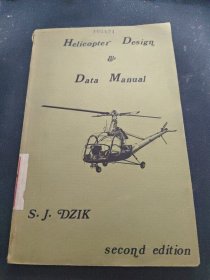 Helicopter Design
&
Data Manual
S. J. DZIK
second edition